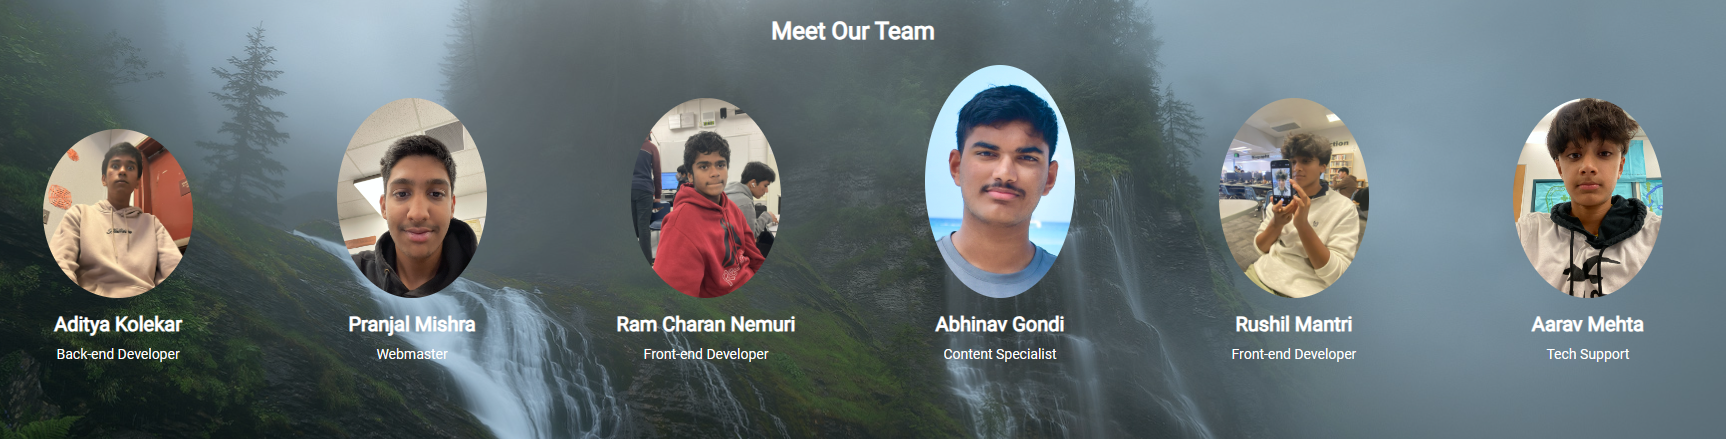 Meet Our Team
Aditya Kolekar
Back-end Developer
Pranjal Mishra
Webmaster
Ram Charan Nemuri
Front-end Developer
Abhinav Gondi
Content Specialist
Rushil Mantri
Front-end Developer
Aarav Mehta
Tech Support